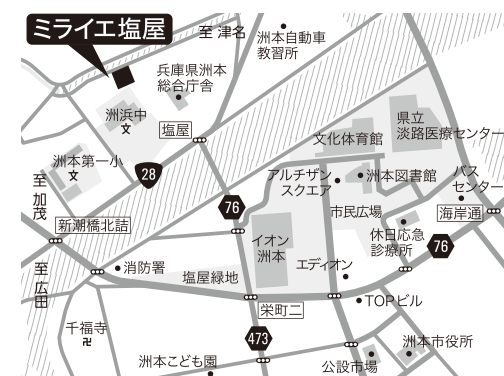 ミライエ塩屋
至 津名
洲本自動車
教習所
兵庫県洲本
総合庁舎
洲浜中
文
塩屋
洲本第一小
文
28
文化体育館
県立
淡路医療センター
アルチザン
スクエア
洲本図書館
バス
センター
至 加茂
76
市民広場
海岸通
新潮橋北詰
休日応急
診療所
76
イオン
洲本
エディオン
至 広田
消防署
塩屋緑地
栄町二
TOPビル
千福寺
卍
473
洲本こども園
公設市場
洲本市役所